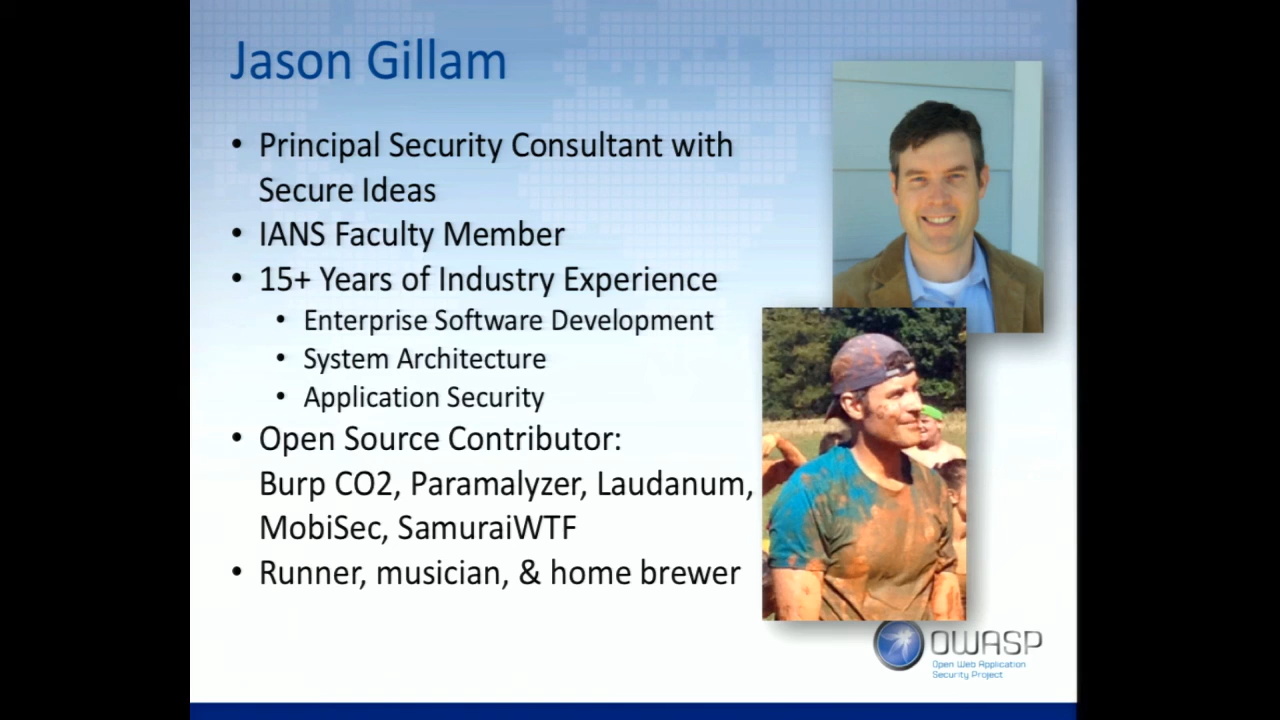 Jason Gillam
• Principal Security Consultant with
Secure Ideas
• IANS Faculty Member
• 15+ Years of Industry Experience
• Enterprise Software Development
• System Architecture
• Application Security
• Open Source Contributor:
Burp CO2, Paramalyzer, Laudanum,
MobiSec, SamuraiWTF
• Runner, musician, & home brewer
OWASP
Open Web Application
Security Project